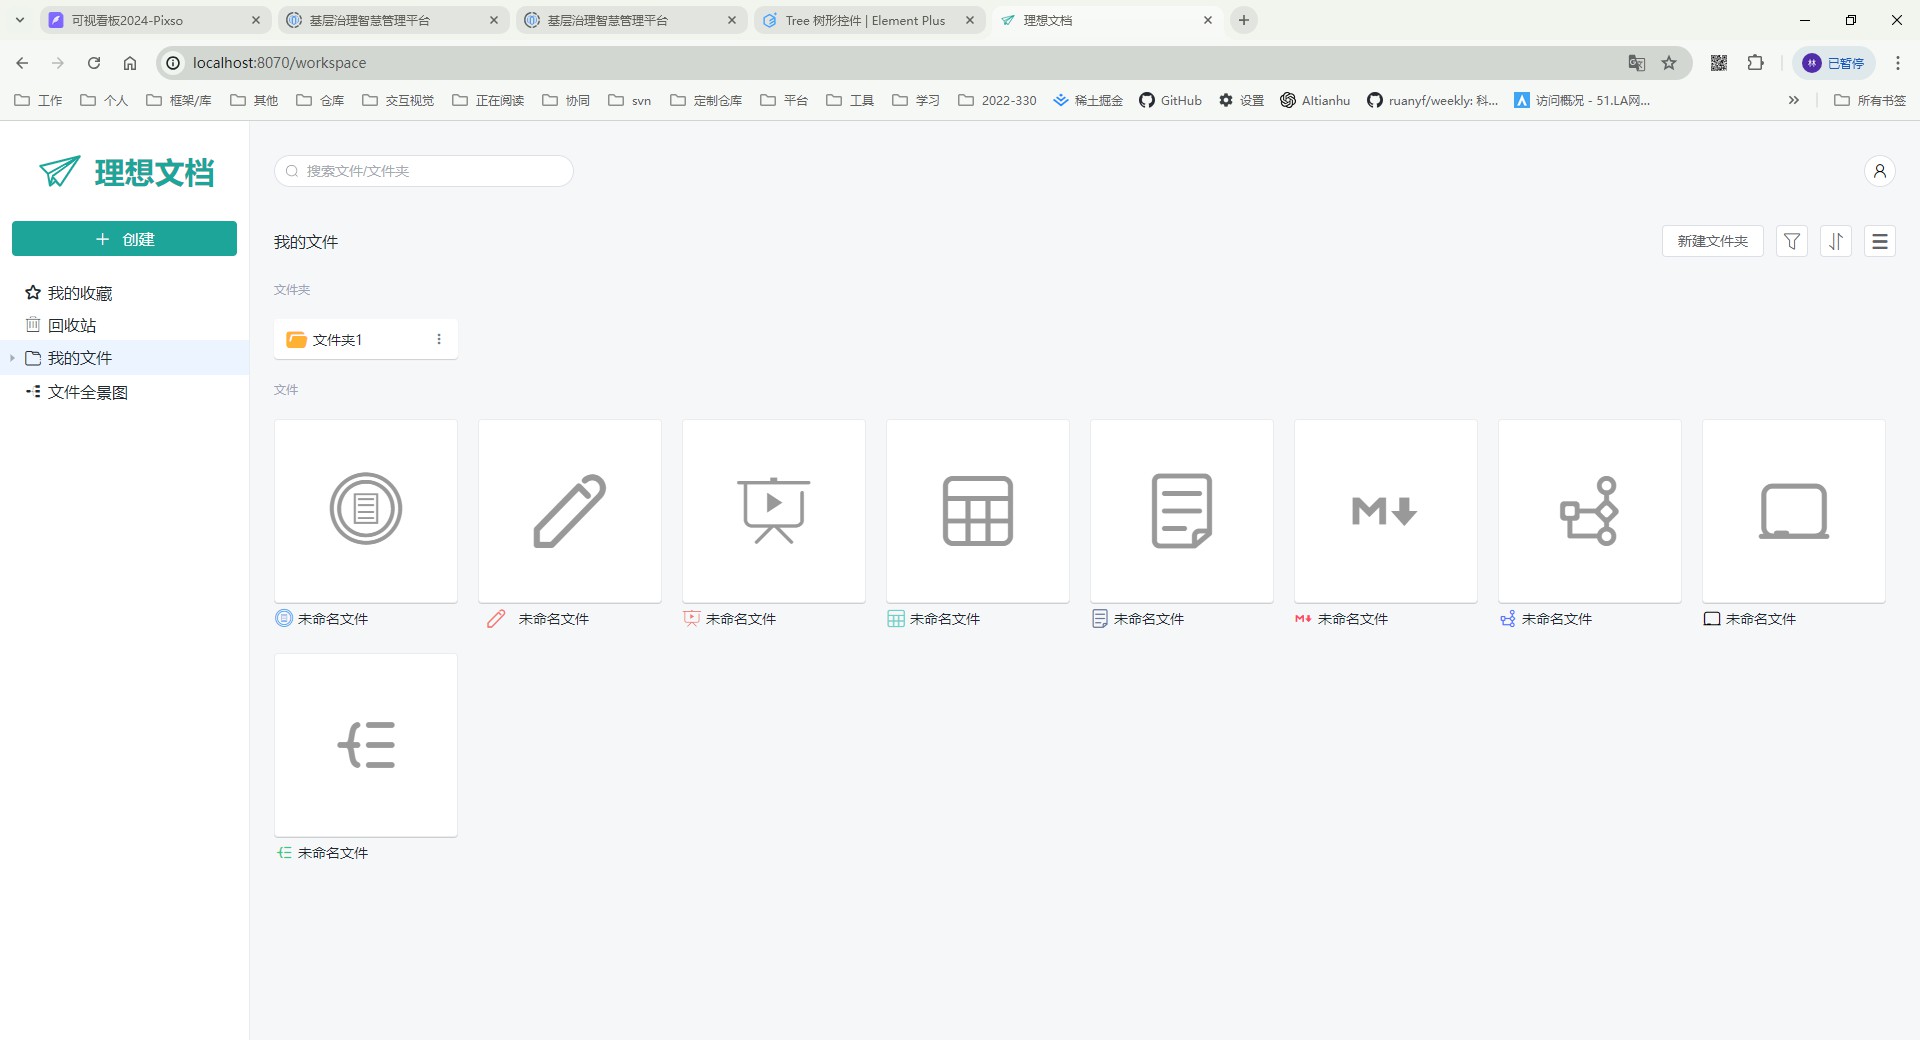 可视看板2024-Pixso
基层治理智慧管理平台
基层治理智慧管理平台
Tree 树形控件 | Element Plus
理想文档
localhost:8070/workspace
林 已暂停
工作 个人 框架/库 其他 仓库 交互视觉 正在阅读 协同 svn 定制仓库 平台 工具 学习 2022-330 稀土掘金 GitHub 设置 AItianhu ruanyf/weekly: 科... 访问概况 - 51.LA网... 所有书签
理想文档
搜索文件/文件夹
+ 创建
我的文件
新建文件夹
我的收藏
回收站
我的文件
文件全景图
文件夹
文件夹1
文件
M
未命名文件
未命名文件
未命名文件
未命名文件
未命名文件
M 未命名文件
未命名文件
未命名文件
未命名文件